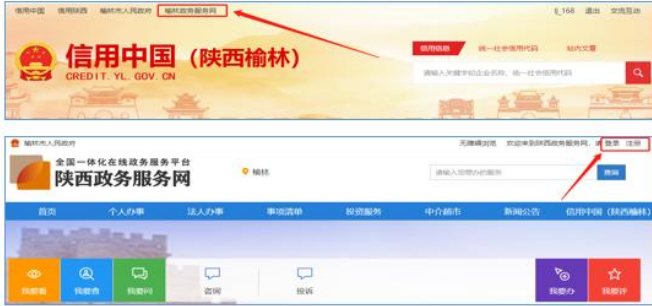 信用中国 信用陕西 榆林市人民政府 榆林政务服务网
lj_168 退出 交流互动
信用中国(陕西榆林)
CREDIT. YL. GOV. CN
信用信息 统一社会信用代码 站内文章
请输入关键字如企业名称、统一社会信用代码
榆林市人民政府
无障碍浏览 欢迎来到陕西政务服务网, 请 登录 注册
全国一体化在线政务服务平台
陕西政务服务网
榆林
请输入您想办的服务
搜索
首页 个人办事 法人办事 事项清单 投资服务 中介超市 新闻公告 信用中国(陕西榆林)
我要看 我要查 我要问 咨询 投诉 我要办 我要评